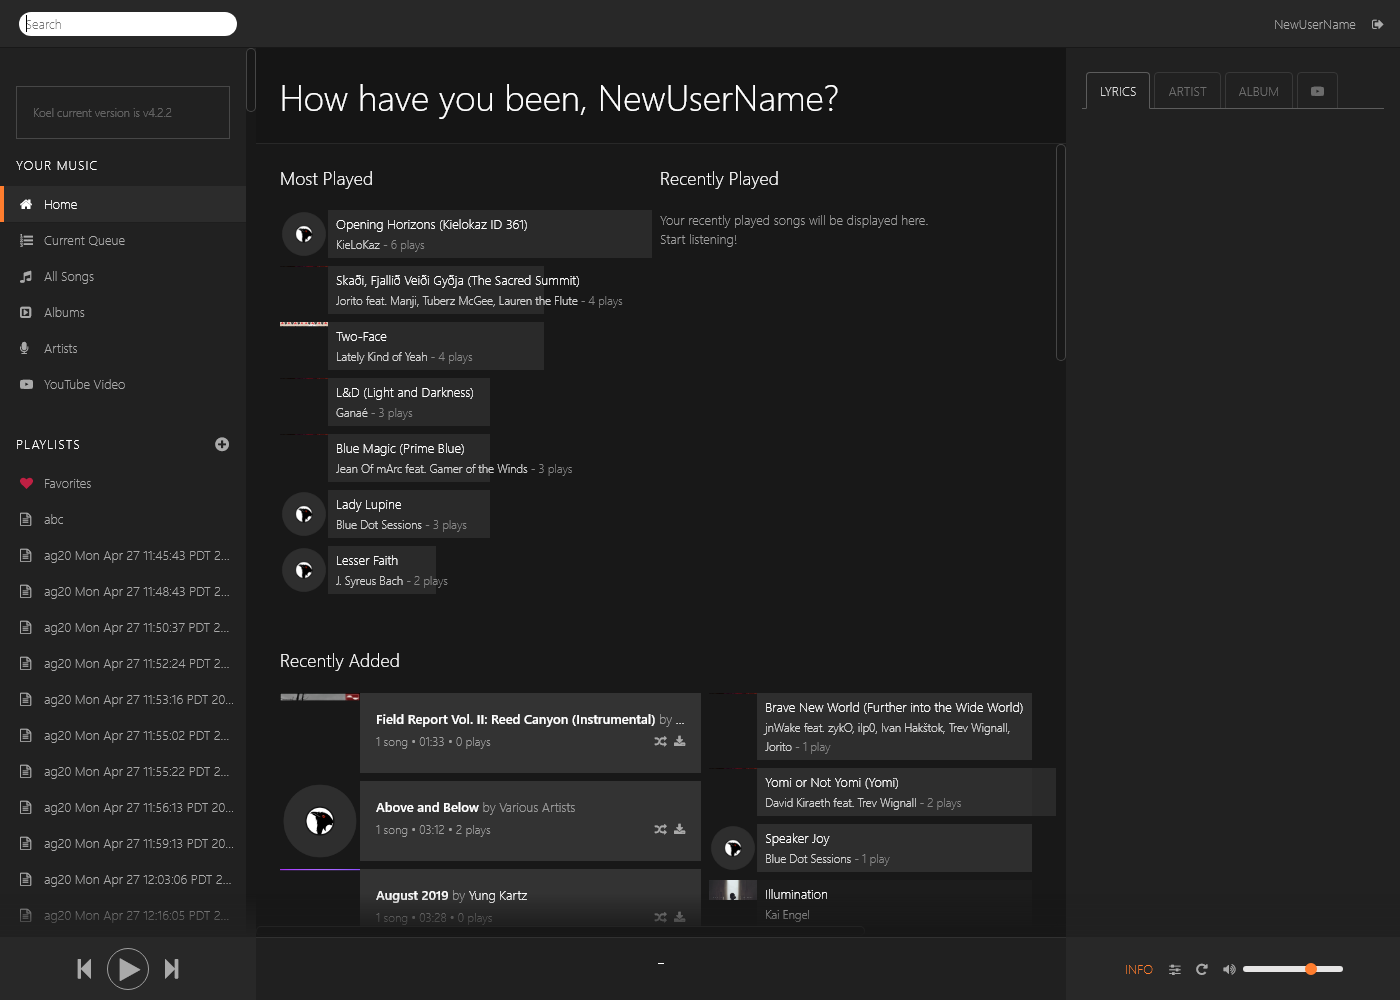 Search
NewUserName
Koel current version is v4.2.2
YOUR MUSIC
Home
Current Queue
All Songs
Albums
Artists
YouTube Video
PLAYLISTS
Favorites
abc
ag20 Mon Apr 27 11:45:43 PDT 2...
ag20 Mon Apr 27 11:48:43 PDT 2...
ag20 Mon Apr 27 11:50:37 PDT 2...
ag20 Mon Apr 27 11:52:24 PDT 2...
ag20 Mon Apr 27 11:53:16 PDT 20...
ag20 Mon Apr 27 11:55:02 PDT 2...
ag20 Mon Apr 27 11:55:22 PDT 2...
ag20 Mon Apr 27 11:56:13 PDT 20...
ag20 Mon Apr 27 11:59:13 PDT 20...
ag20 Mon Apr 27 12:03:06 PDT 2...
ag20 Mon Apr 27 12:16:05 PDT 2...
How have you been, NewUserName?
Most Played
Opening Horizons (Kielokaz ID 361)
KieLoKaz - 6 plays
Skaði, Fjallið Veiði Gyðja (The Sacred Summit)
Jorito feat. Manji, Tuberz McGee, Lauren the Flute - 4 plays
Two-Face
Lately Kind of Yeah - 4 plays
L&D (Light and Darkness)
Ganaé - 3 plays
Blue Magic (Prime Blue)
Jean Of mArc feat. Gamer of the Winds - 3 plays
Lady Lupine
Blue Dot Sessions - 3 plays
Lesser Faith
J. Syreus Bach - 2 plays
Recently Played
Your recently played songs will be displayed here.
Start listening!
Recently Added
Field Report Vol. II: Reed Canyon (Instrumental) by ...
1 song • 01:33 • 0 plays
Above and Below by Various Artists
1 song • 03:12 • 2 plays
August 2019 by Yung Kartz
1 song • 03:28 • 0 plays
Brave New World (Further into the Wide World)
jnWake feat. zykO, ilp0, Ivan Hakštok, Trev Wignall,
Jorito - 1 play
Yomi or Not Yomi (Yomi)
David Kiraeth feat. Trev Wignall - 2 plays
Speaker Joy
Blue Dot Sessions - 1 play
Illumination
Kai Engel
LYRICS
ARTIST
ALBUM
–
INFO